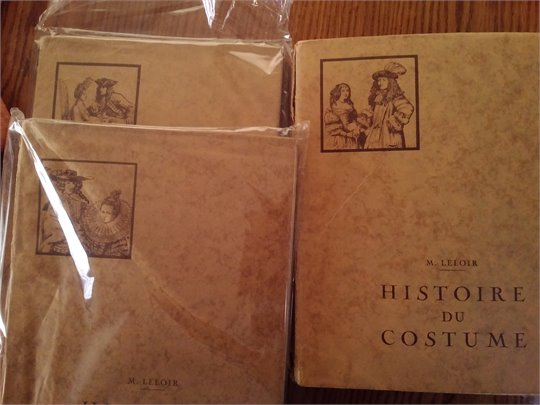 M. LELOIR
M. LELOIR
HISTOIRE
DU
COSTUME